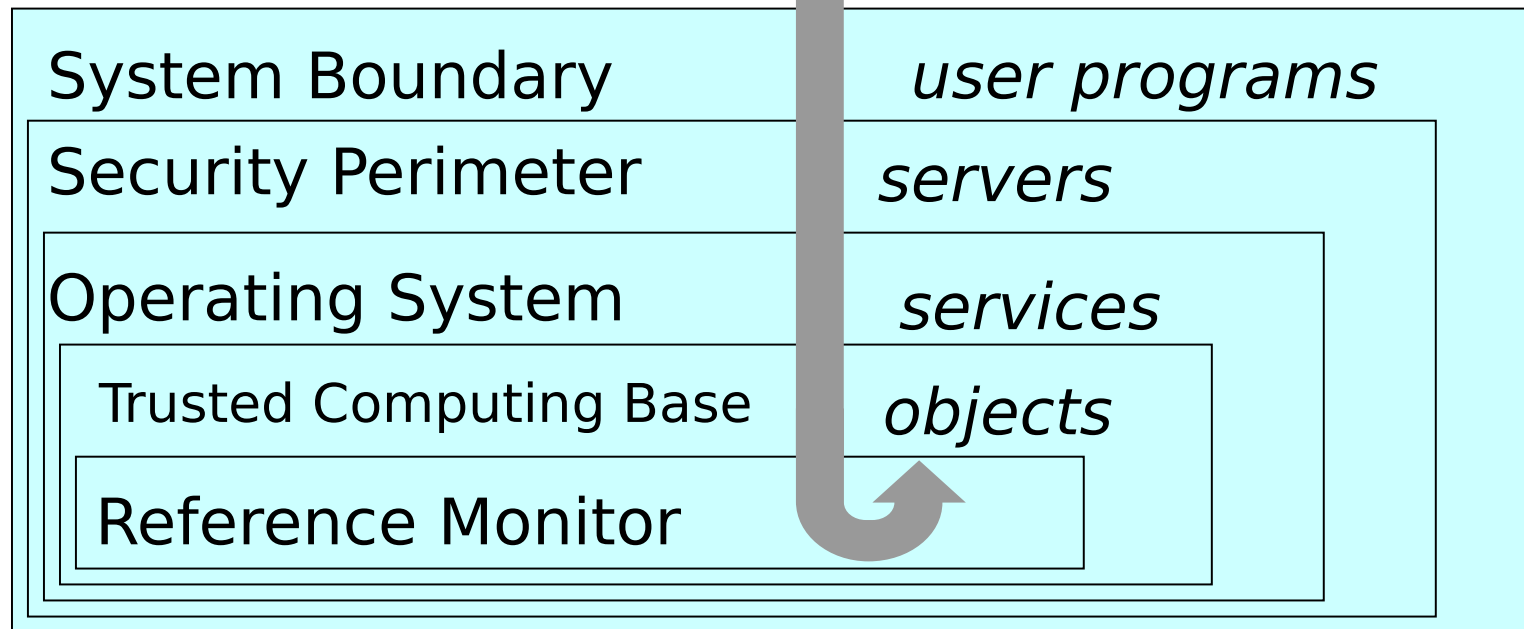 System Boundary user programs
Security Perimeter servers
Operating System services
Trusted Computing Base objects
Reference Monitor